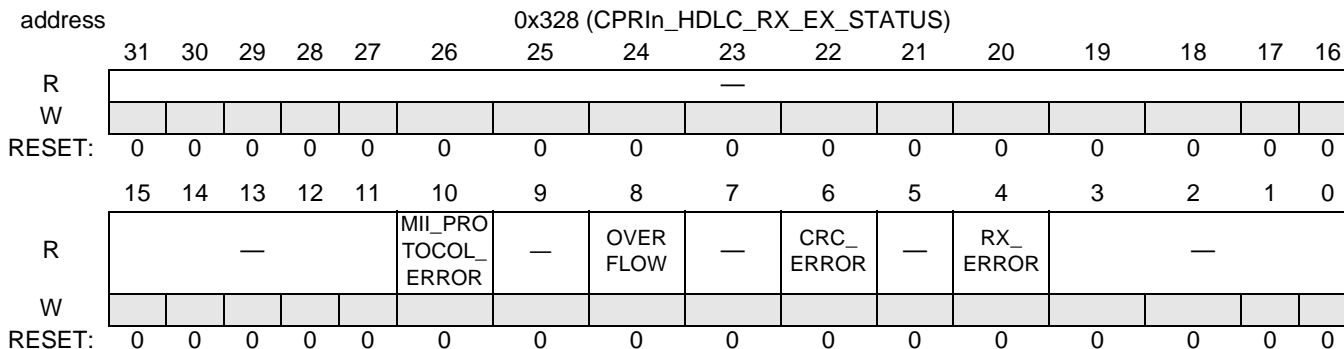 address 0x328 (CPRIn_HDLC_RX_EX_STATUS)
31 30 29 28 27 26 25 24 23 22 21 20 19 18 17 16
R —
W
RESET: 0 0 0 0 0 0 0 0 0 0 0 0 0 0 0 0
15 14 13 12 11 10 9 8 7 6 5 4 3 2 1 0
R — MII_PRO TOCOL_ ERROR — OVER FLOW — CRC_ ERROR — RX_ ERROR —
W
RESET: 0 0 0 0 0 0 0 0 0 0 0 0 0 0 0 0